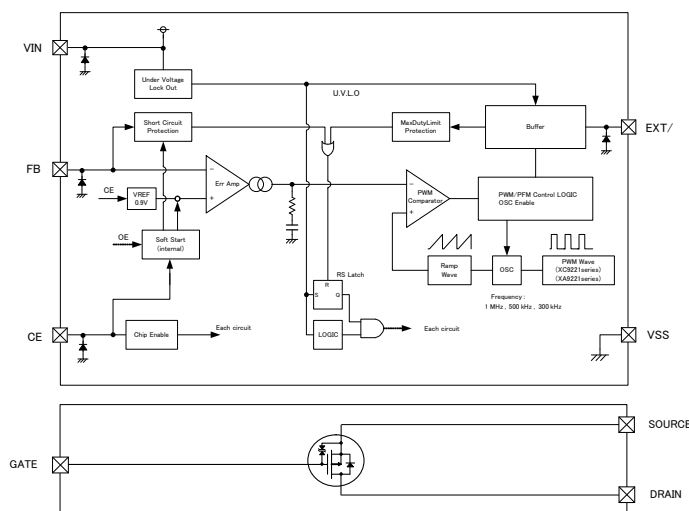 VIN
Under Voltage
Lock Out
U.V.L.O
Short Circuit
Protection
MaxDutyLimit
Protection
Buffer
EXT/
FB
CE
VREF
0.9V
−
+
Err Amp
−
+
PWM
Comparator
PWM/PFM Control LOGIC
OSC Enable
OE
Soft Start
(internal)
Ramp
Wave
OSC
PWM Wave
(XC9221series)
(XA9221series)
RS Latch
R
S
Q
Frequency :
1 MHz , 500 kHz , 300 kHz
CE
Chip Enable
Each circuit
LOGIC
Each circuit
VSS
SOURCE
GATE
DRAIN